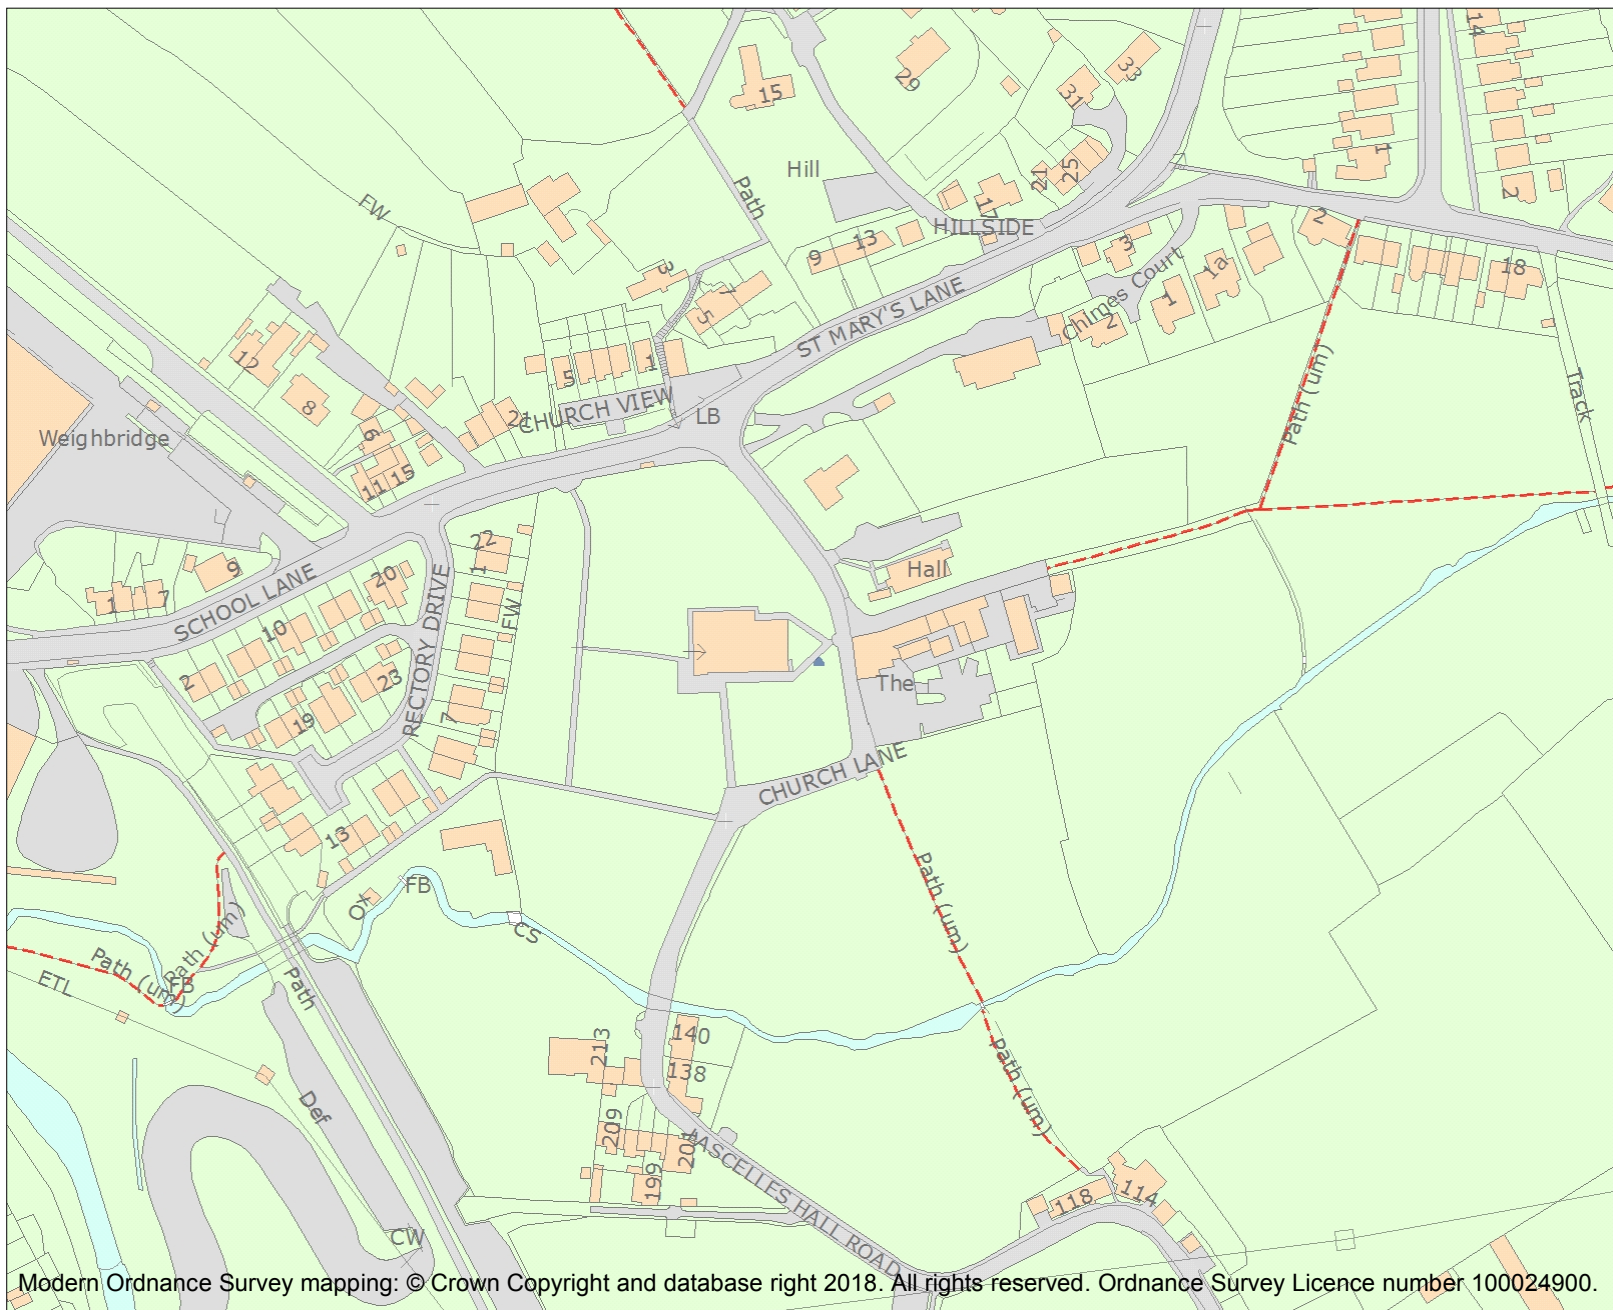 14
15
29
33
31
Hill
21
25
1
2
Path
FW
17
HILLSIDE
9
13
3
2
3
7
5
Chimes Court
1a
1
2
18
ST MARY'S LANE
12
8
5
1
CHURCH VIEW
21
LB
Path (um)
Track
Weighbridge
6
11
15
22
1
Hall
9
1
7
SCHOOL LANE
20
10
FW
RECTORY DRIVE
2
23
19
7
The
CHURCH LANE
13
FB
CS
Path (um)
Path (um)
Path (um)
FB
ETL
Path
140
138
213
209
201
199
Path (um)
Def
LASCELLES HALL ROAD
118
114
CW
Modern Ordnance Survey mapping: © Crown Copyright and database right 2018. All rights reserved. Ordnance Survey Licence number 100024900.